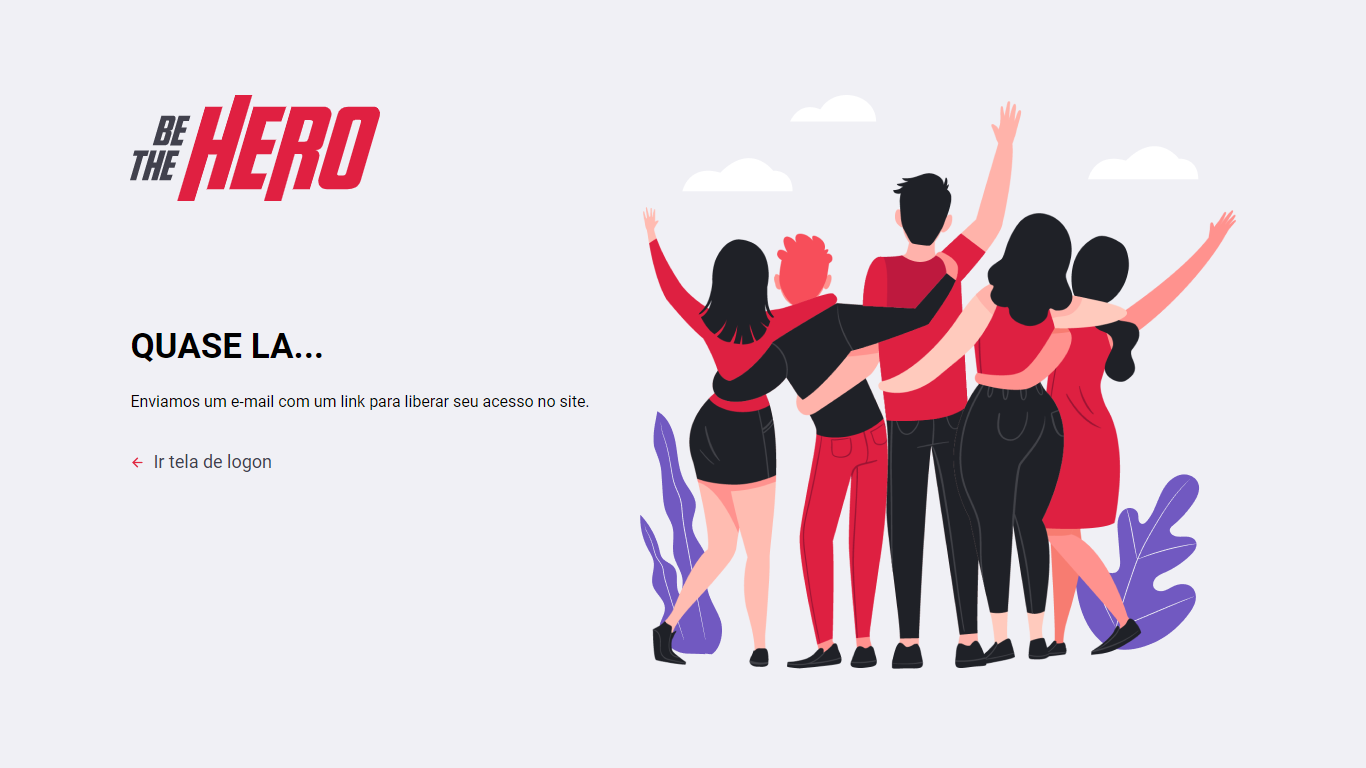 BE
THE HERO
QUASE LA...
Enviamos um e-mail com um link para liberar seu acesso no site.
Ir tela de logon